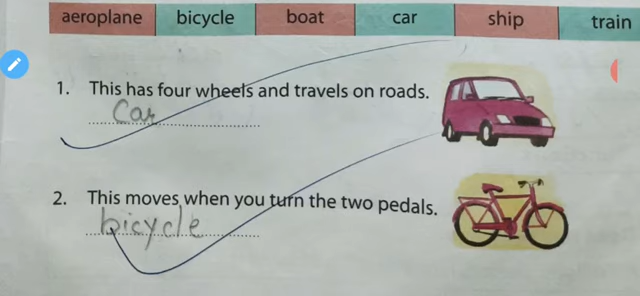 aeroplane bicycle boat car ship train
1. This has four wheels and travels on roads.
Car
2. This moves when you turn the two pedals.
bicycle